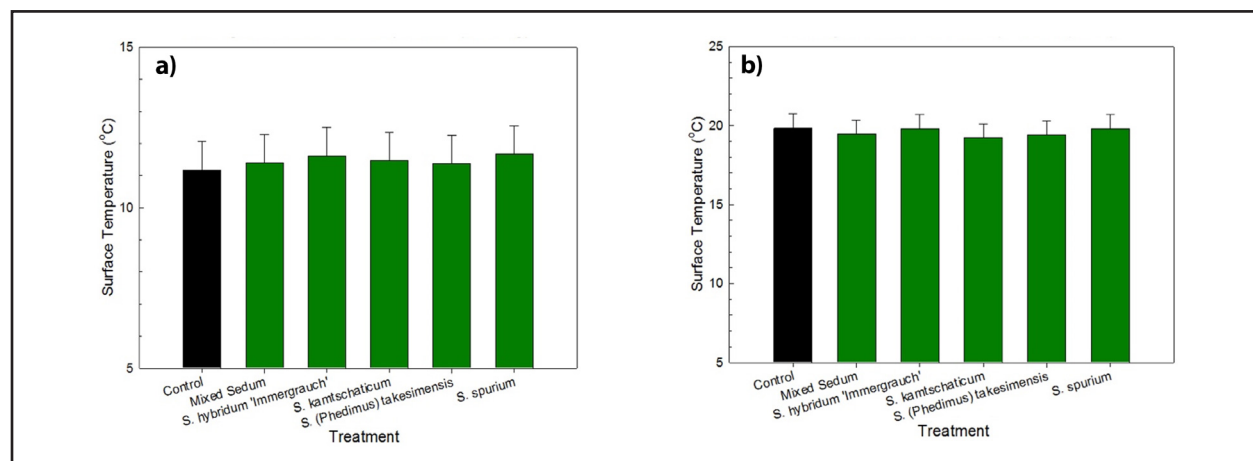 a)
15
10
5
Surface Temperature (°C)
Control
Mixed Sedum
S. hybridum 'Immergrauch'
S. kamtschaticum
S. (Phedimus) takesimensis
S. spurium
Treatment
b)
25
20
15
10
5
Surface Temperature (°C)
Control
Mixed Sedum
S. hybridum 'Immergrauch'
S. kamtschaticum
S. (Phedimus) takesimensis
S. spurium
Treatment